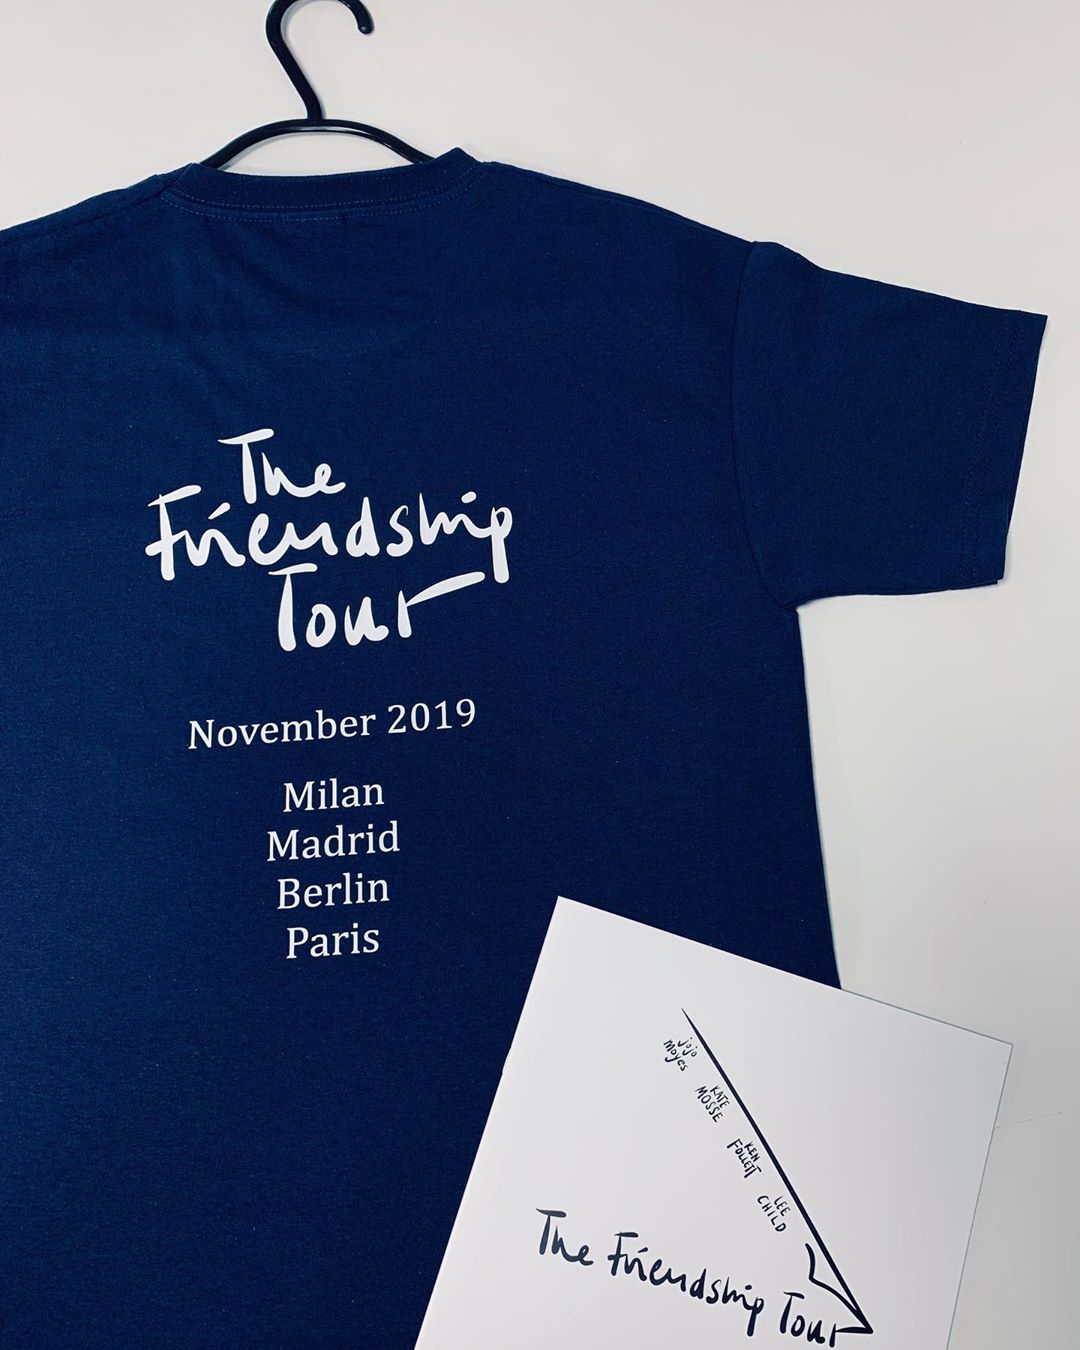 The
Friendship
Tour
November 2019
Milan
Madrid
Berlin
Paris
jojo
moyes
KATE
MOSSE
KEN
FOLLETT
LEE
CHILD
The Friendship Tour